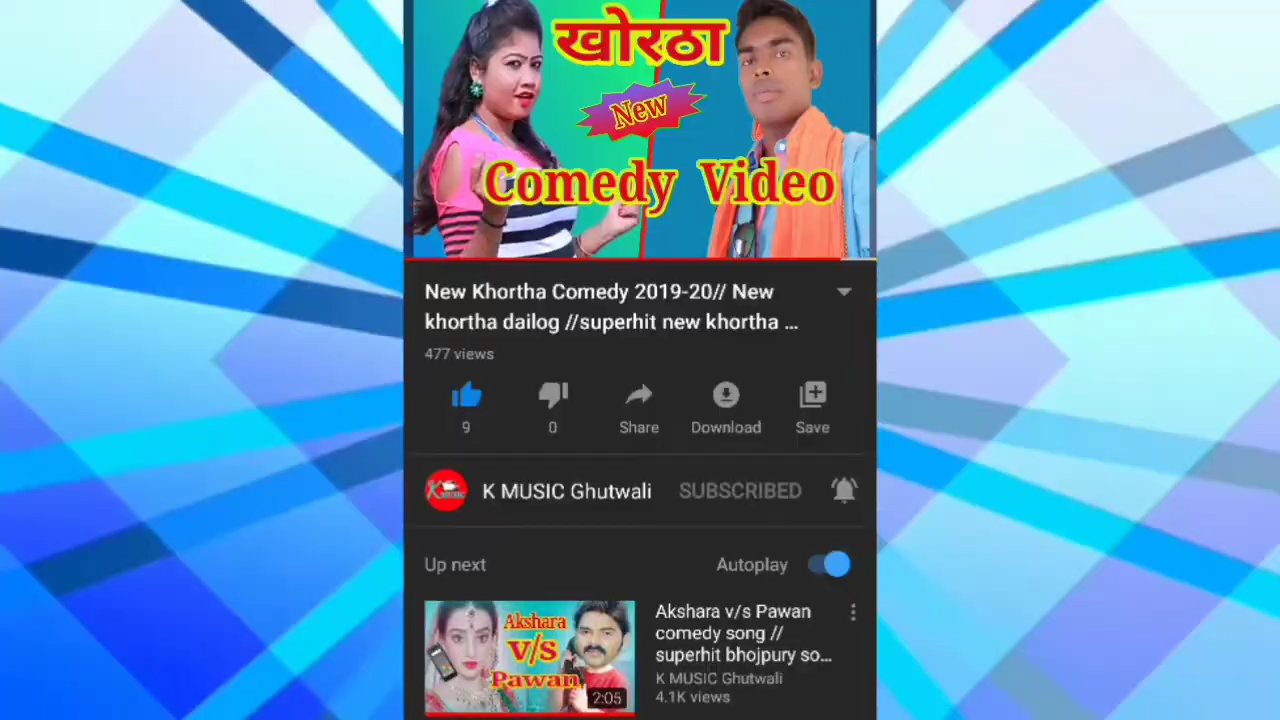 खोरठा
New
Comedy Video
New Khortha Comedy 2019-20// New
khortha dailog //superhit new khortha ...
477 views
9
0
Share
Download
Save
K MUSIC
K MUSIC Ghutwali
SUBSCRIBED
Up next
Autoplay
Akshara
v/s
Pawan
2:05
Akshara v/s Pawan
comedy song //
superhit bhojpury so...
K MUSIC Ghutwali
4.1K views